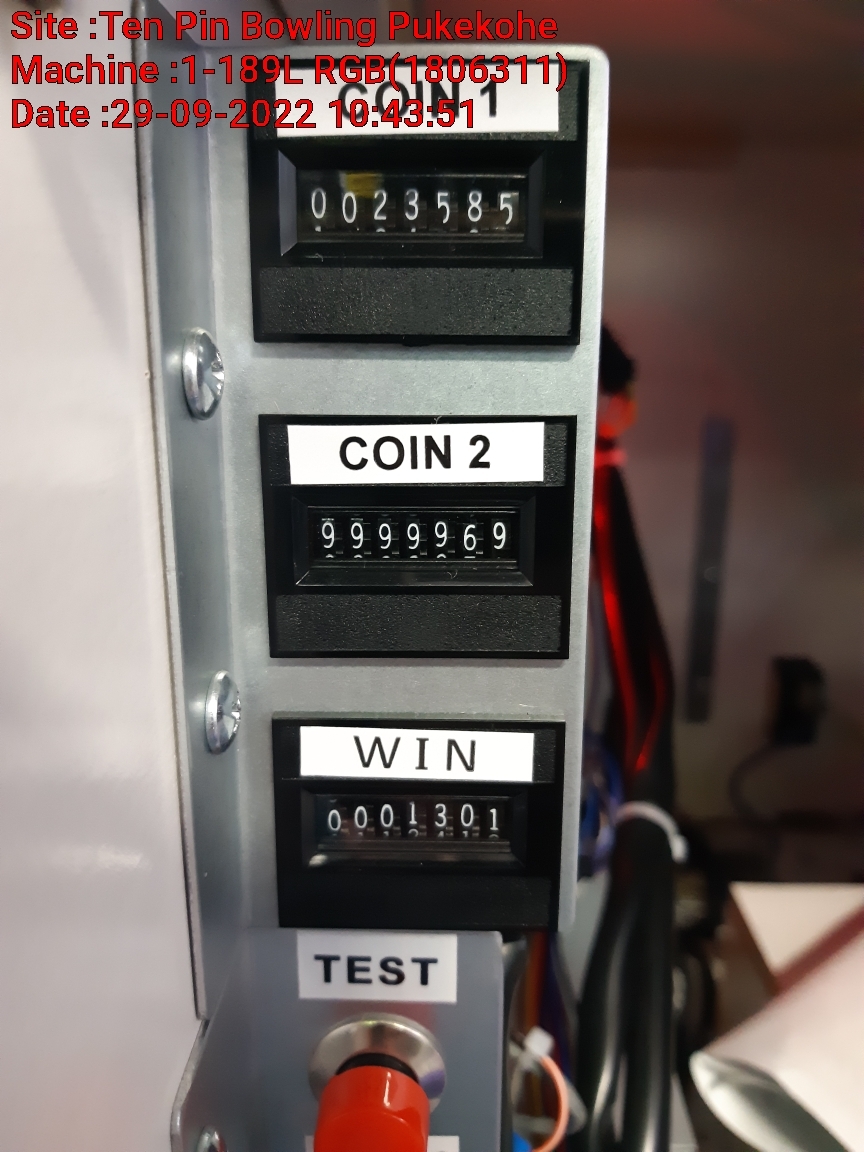 Site :Ten Pin Bowling Pukekohe
Machine :1-189L RGB(1806311)
Date :29-09-2022 10:43:51
COIN 1
0023585
COIN 2
9999969
WIN
0001301
TEST